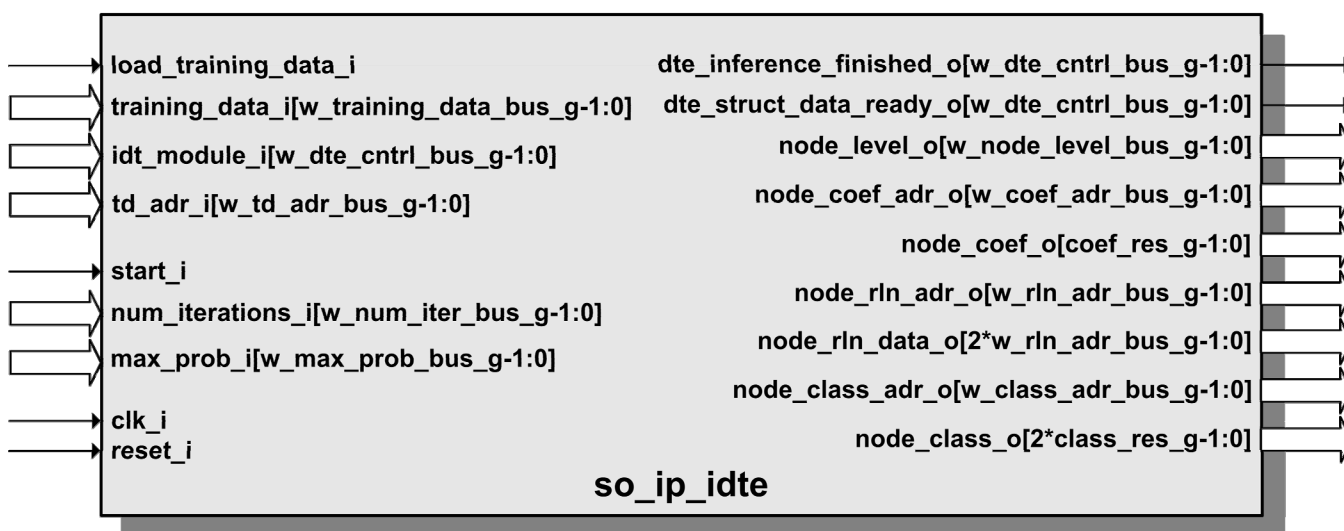 load_training_data_i
training_data_i[w_training_data_bus_g-1:0]
idt_module_i[w_dte_cntrl_bus_g-1:0]
td_adr_i[w_td_adr_bus_g-1:0]
start_i
num_iterations_i[w_num_iter_bus_g-1:0]
max_prob_i[w_max_prob_bus_g-1:0]
clk_i
reset_i
dte_inference_finished_o[w_dte_cntrl_bus_g-1:0]
dte_struct_data_ready_o[w_dte_cntrl_bus_g-1:0]
node_level_o[w_node_level_bus_g-1:0]
node_coef_adr_o[w_coef_adr_bus_g-1:0]
node_coef_o[coef_res_g-1:0]
node_rln_adr_o[w_rln_adr_bus_g-1:0]
node_rln_data_o[2*w_rln_adr_bus_g-1:0]
node_class_adr_o[w_class_adr_bus_g-1:0]
node_class_o[2*class_res_g-1:0]
so_ip_idte